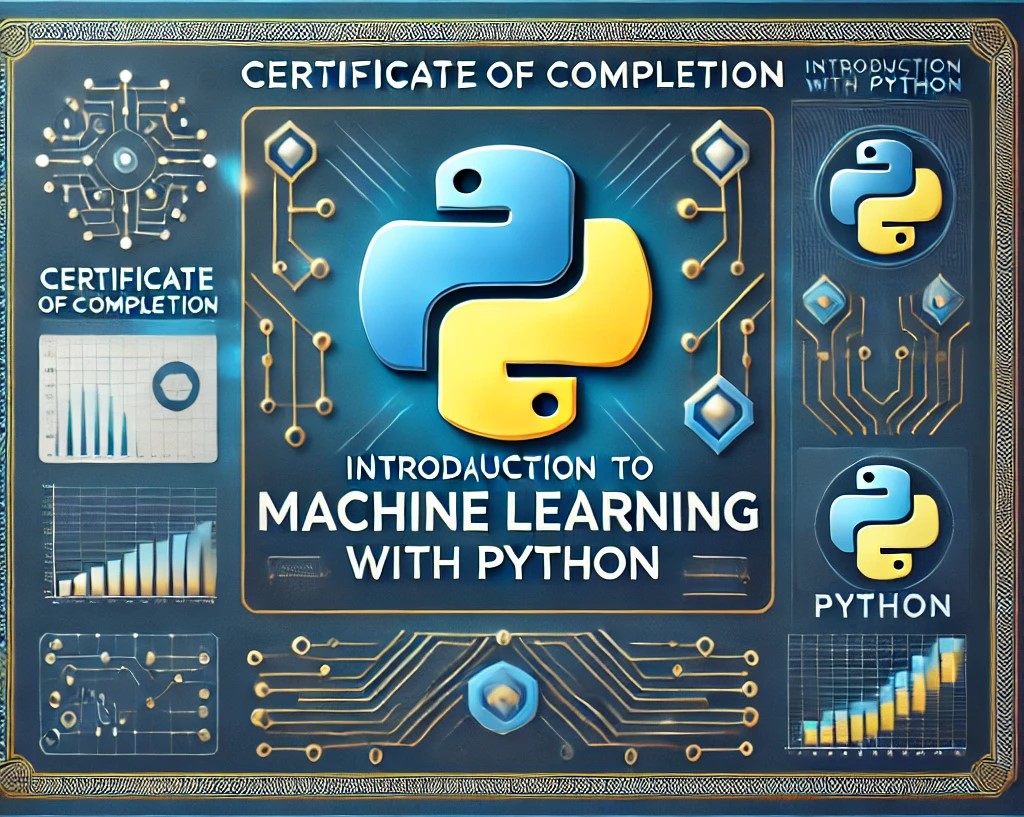 CERTIFICATE OF COMPLETION
INTRODUCTION
WITH PYTHON
CERTIFICATE
OF COMPLETION
INTRODAUCTION TO
MACHINE LEARNING
WITH PYTHON
PYTHON